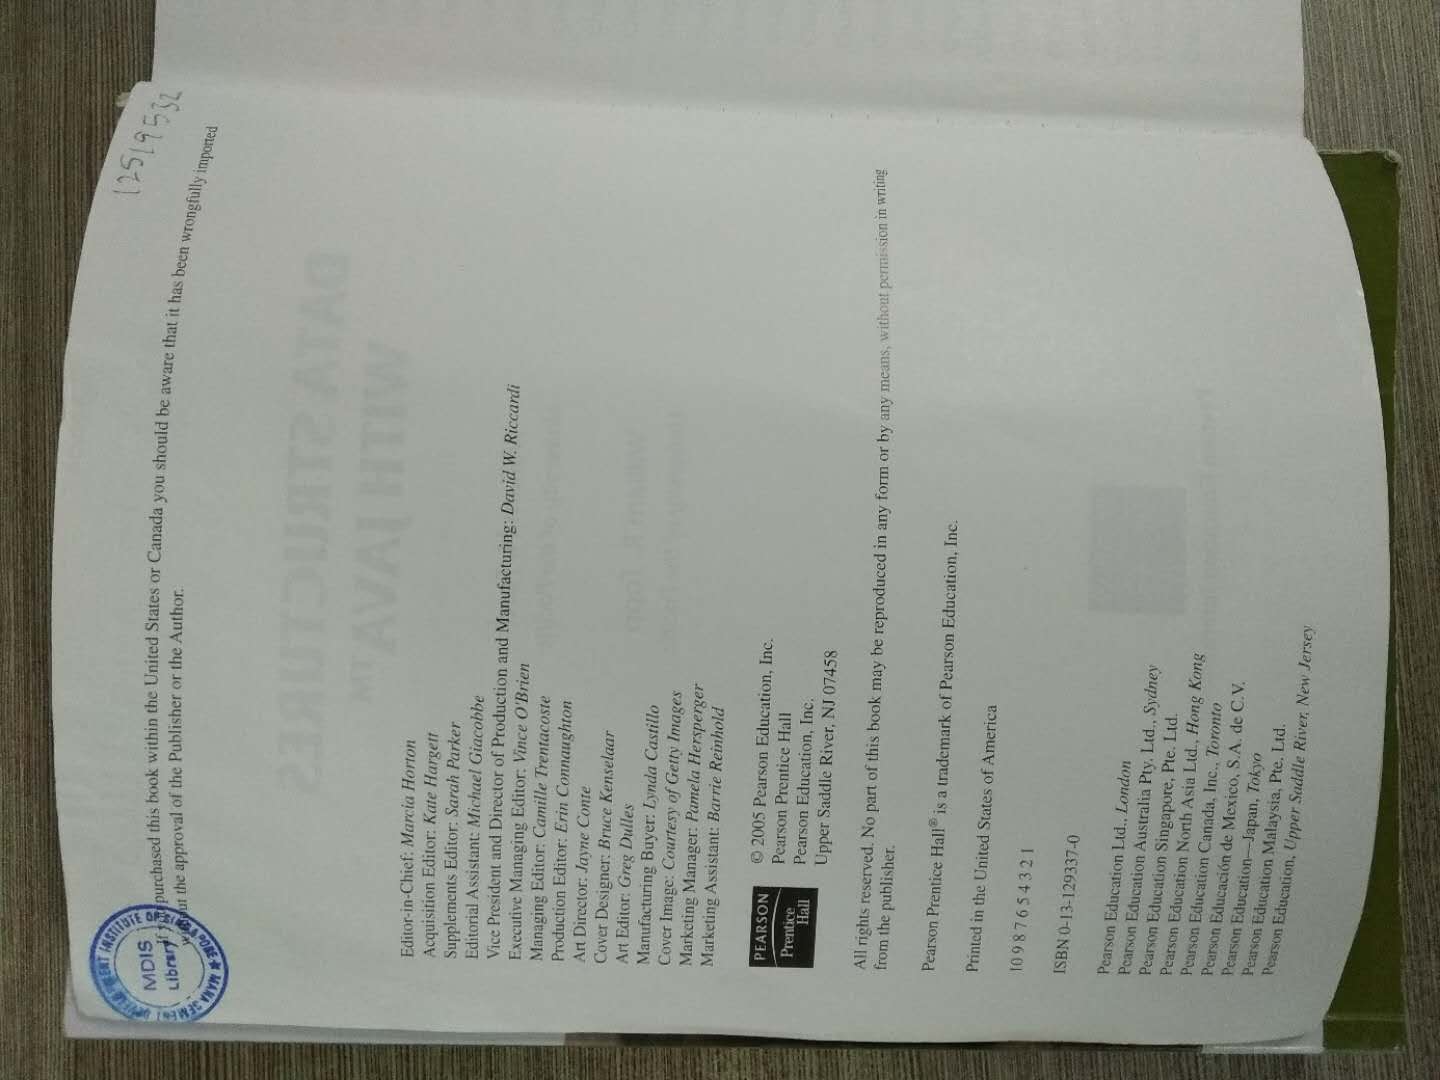 12519532
If you purchased this book within the United States or Canada you should be aware that it has been wrongfully imported
without the approval of the Publisher or the Author.
MANAGEMENT DEVELOPMENT INSTITUTE OF SINGAPORE
MDIS
Library
Editor-in-Chief: Marcia Horton
Acquisition Editor: Kate Hargett
Supplements Editor: Sarah Parker
Editorial Assistant: Michael Giacobbe
Vice President and Director of Production and Manufacturing: David W. Riccardi
Executive Managing Editor: Vince O'Brien
Managing Editor: Camille Trentacoste
Production Editor: Erin Connaughton
Art Director: Jayne Conte
Cover Designer: Bruce Kenselaar
Art Editor: Greg Dulles
Manufacturing Buyer: Lynda Castillo
Cover Image: Courtesy of Getty Images
Marketing Manager: Pamela Hersperger
Marketing Assistant: Barrie Reinhold
PEARSON
Prentice
Hall
© 2005 Pearson Education, Inc.
Pearson Prentice Hall
Pearson Education, Inc.
Upper Saddle River, NJ 07458
All rights reserved. No part of this book may be reproduced in any form or by any means, without permission in writing
from the publisher.
Pearson Prentice Hall® is a trademark of Pearson Education, Inc.
Printed in the United States of America
10 9 8 7 6 5 4 3 2 1
ISBN 0-13-129337-0
Pearson Education Ltd., London
Pearson Education Australia Pty. Ltd., Sydney
Pearson Education Singapore, Pte. Ltd.
Pearson Education North Asia Ltd., Hong Kong
Pearson Education Canada, Inc., Toronto
Pearson Educación de Mexico, S.A. de C.V.
Pearson Education—Japan, Tokyo
Pearson Education Malaysia, Pte. Ltd.
Pearson Education, Upper Saddle River, New Jersey